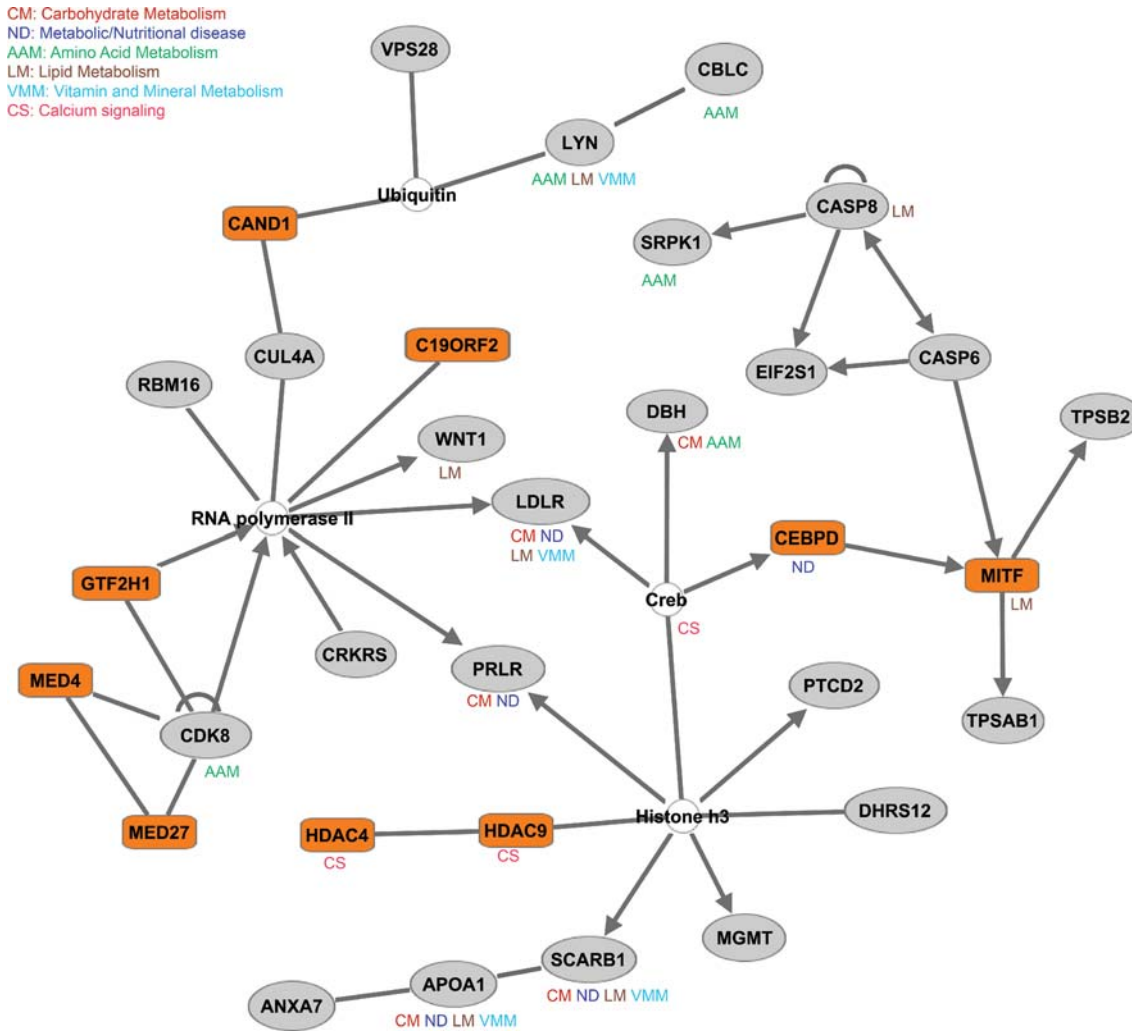 CM: Carbohydrate Metabolism
ND: Metabolic/Nutritional disease
AAM: Amino Acid Metabolism
LM: Lipid Metabolism
VMM: Vitamin and Mineral Metabolism
CS: Calcium signaling
VPS28
CBLC
AAM
LYN
AAM LM VMM
Ubiquitin
CAND1
CASP8 LM
SRPK1
AAM
CUL4A
C19ORF2
RBM16
EIF2S1
CASP6
DBH
CM AAM
TPSB2
WNT1
LM
LDLR
CM ND
LM VMM
RNA polymerase II
CEBPD
ND
MITF
LM
GTF2H1
Creb
CS
CRKRS
PRLR
CM ND
MED4
PTCD2
TPSAB1
CDK8
AAM
MED27
HDAC4
CS
HDAC9
CS
Histone h3
DHRS12
MGMT
SCARB1
CM ND LM VMM
APOA1
CM ND LM VMM
ANXA7